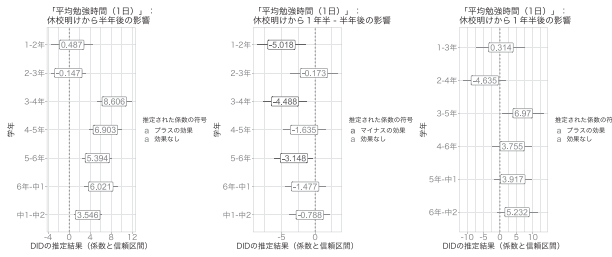 「平均勉強時間（1日）」：
休校明けから半年後の影響
学年
1-2年
0.487
2-3年
-0.147
3-4年
8.606
4-5年
6.903
5-6年
5.394
6年-中1
6.021
中1-中2
3.546
-4 0 4 8 12
DIDの推定結果（係数と信頼区間）
推定された係数の符号
a プラスの効果
a 効果なし
「平均勉強時間（1日）」：
休校明けから1年半 - 半年後の影響
学年
1-2年
-5.018
2-3年
-0.173
3-4年
-4.488
4-5年
-1.635
5-6年
-3.148
6年-中1
-1.477
中1-中2
-0.788
-5 0
DIDの推定結果（係数と信頼区間）
推定された係数の符号
a マイナスの効果
a 効果なし
「平均勉強時間（1日）」：
休校明けから1年半後の影響
学年
1-3年
0.314
2-4年
-4.635
3-5年
6.97
4-6年
3.755
5年-中1
3.917
6年-中2
5.232
-10 -5 0 5 10
DIDの推定結果（係数と信頼区間）
推定された係数の符号
a プラスの効果
a 効果なし